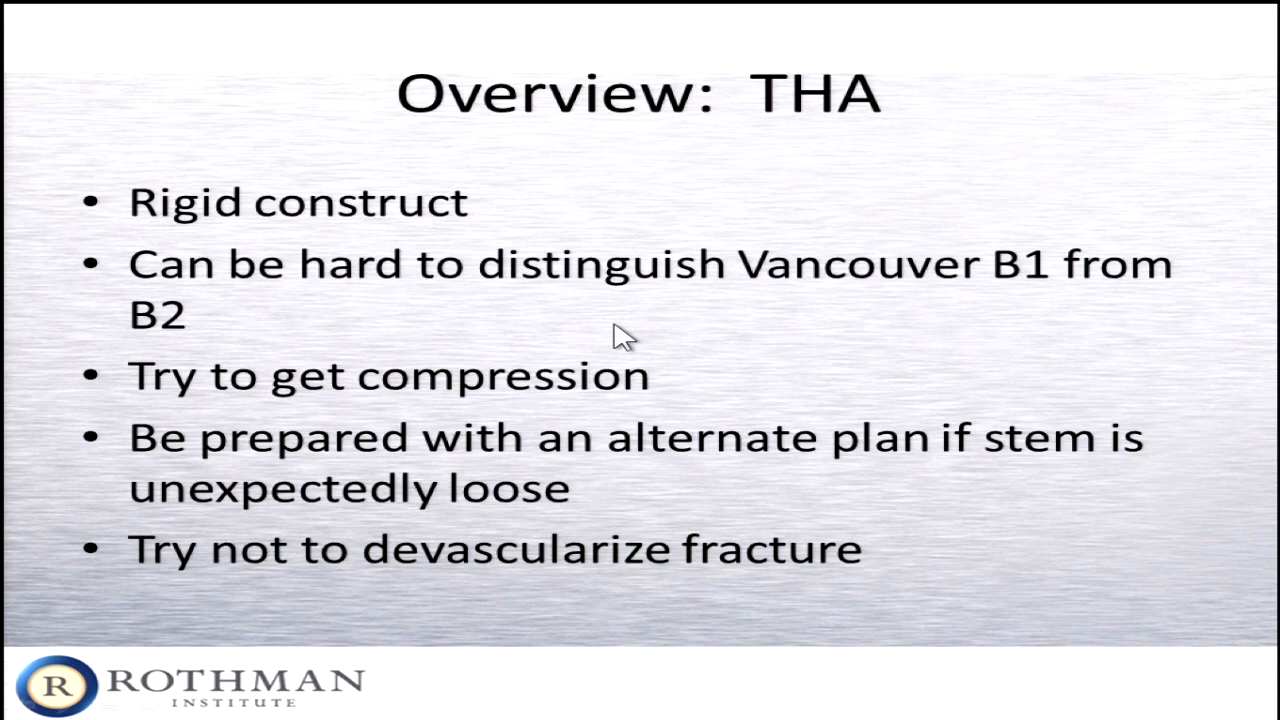 Overview: THA
• Rigid construct
• Can be hard to distinguish Vancouver B1 from
B2
• Try to get compression
• Be prepared with an alternate plan if stem is
unexpectedly loose
• Try not to devascularize fracture
R ROTHMAN
INSTITUTE